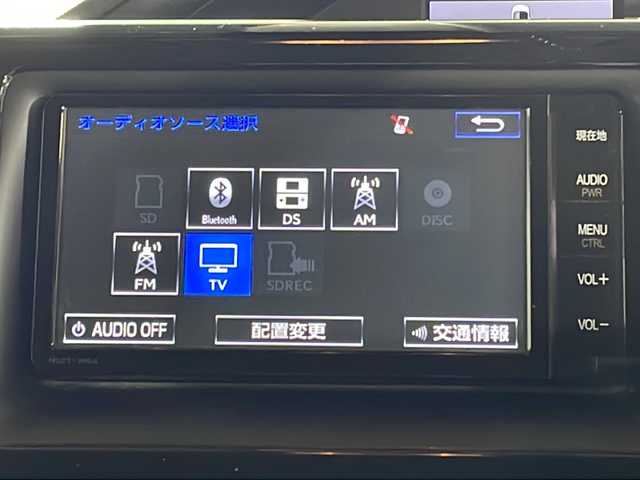 オーディオソース選択
現在地
AUDIO
PWR
SD
Bluetooth
DS
AM
DISC
MENU
CTRL
FM
TV
SDREC
VOL+
AUDIO OFF
配置変更
交通情報
VOL-